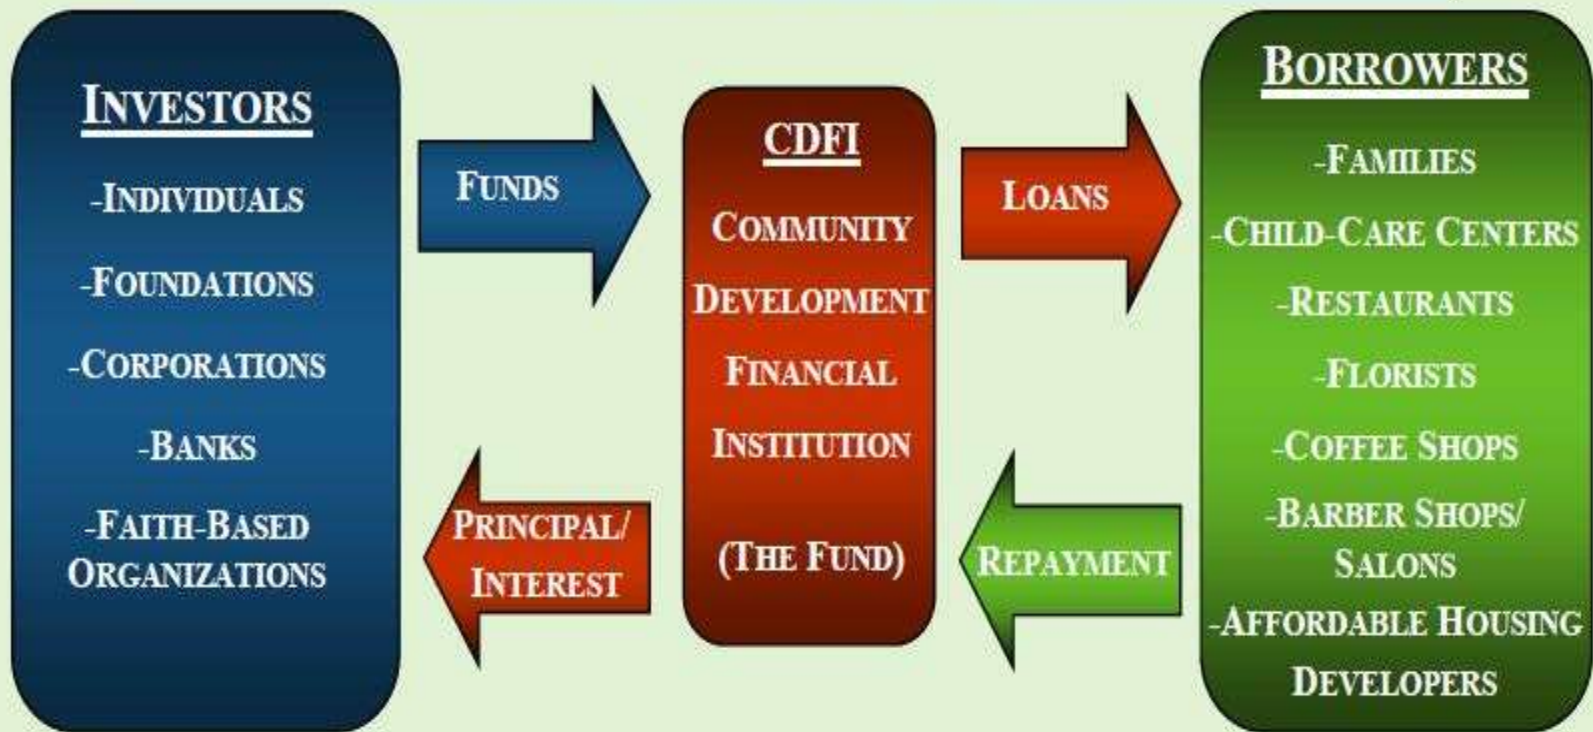 INVESTORS
-INDIVIDUALS
-FOUNDATIONS
-CORPORATIONS
-BANKS
-FAITH-BASED
ORGANIZATIONS
FUNDS
PRINCIPAL/
INTEREST
CDFI
COMMUNITY
DEVELOPMENT
FINANCIAL
INSTITUTION
(THE FUND)
LOANS
REPAYMENT
BORROWERS
-FAMILIES
-CHILD-CARE CENTERS
-RESTAURANTS
-FLORISTS
-COFFEE SHOPS
-BARBER SHOPS/
SALONS
-AFFORDABLE HOUSING
DEVELOPERS